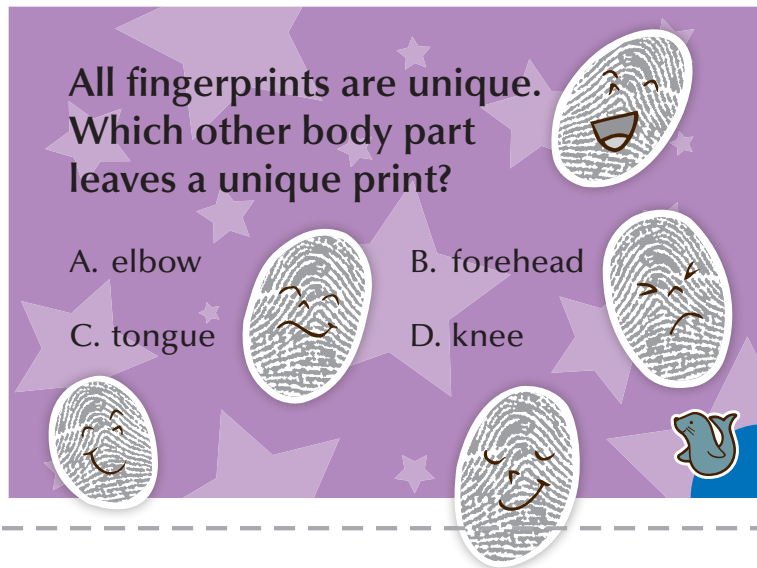 All fingerprints are unique.
Which other body part
leaves a unique print?
A. elbow
B. forehead
C. tongue
D. knee